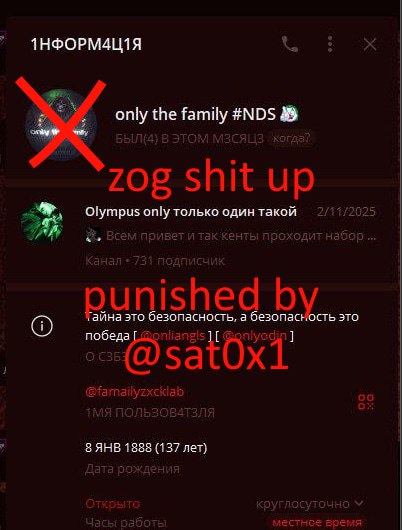 1НФОРМ4Ц1Я
only the family
only the family #NDS
БЫЛ(4) В ЭТОМ М3СЯЦ3 когда?
zog shit up
Olympus only только один такой 2/11/2025
Всем привет и так кенты проходит набор ...
Канал • 731 подписчик
punished by
Тайна это безопасность, а безопасность это
победа [ @onliangls ] [ @onlyodin ]
@sat0x1
О С3Б3
@famailyzxcklab
1МЯ ПОЛЬЗОВ4Т3ЛЯ
8 ЯНВ 1888 (137 лет)
Дата рождения
Открыто круглосуточно
Часы работы местное время